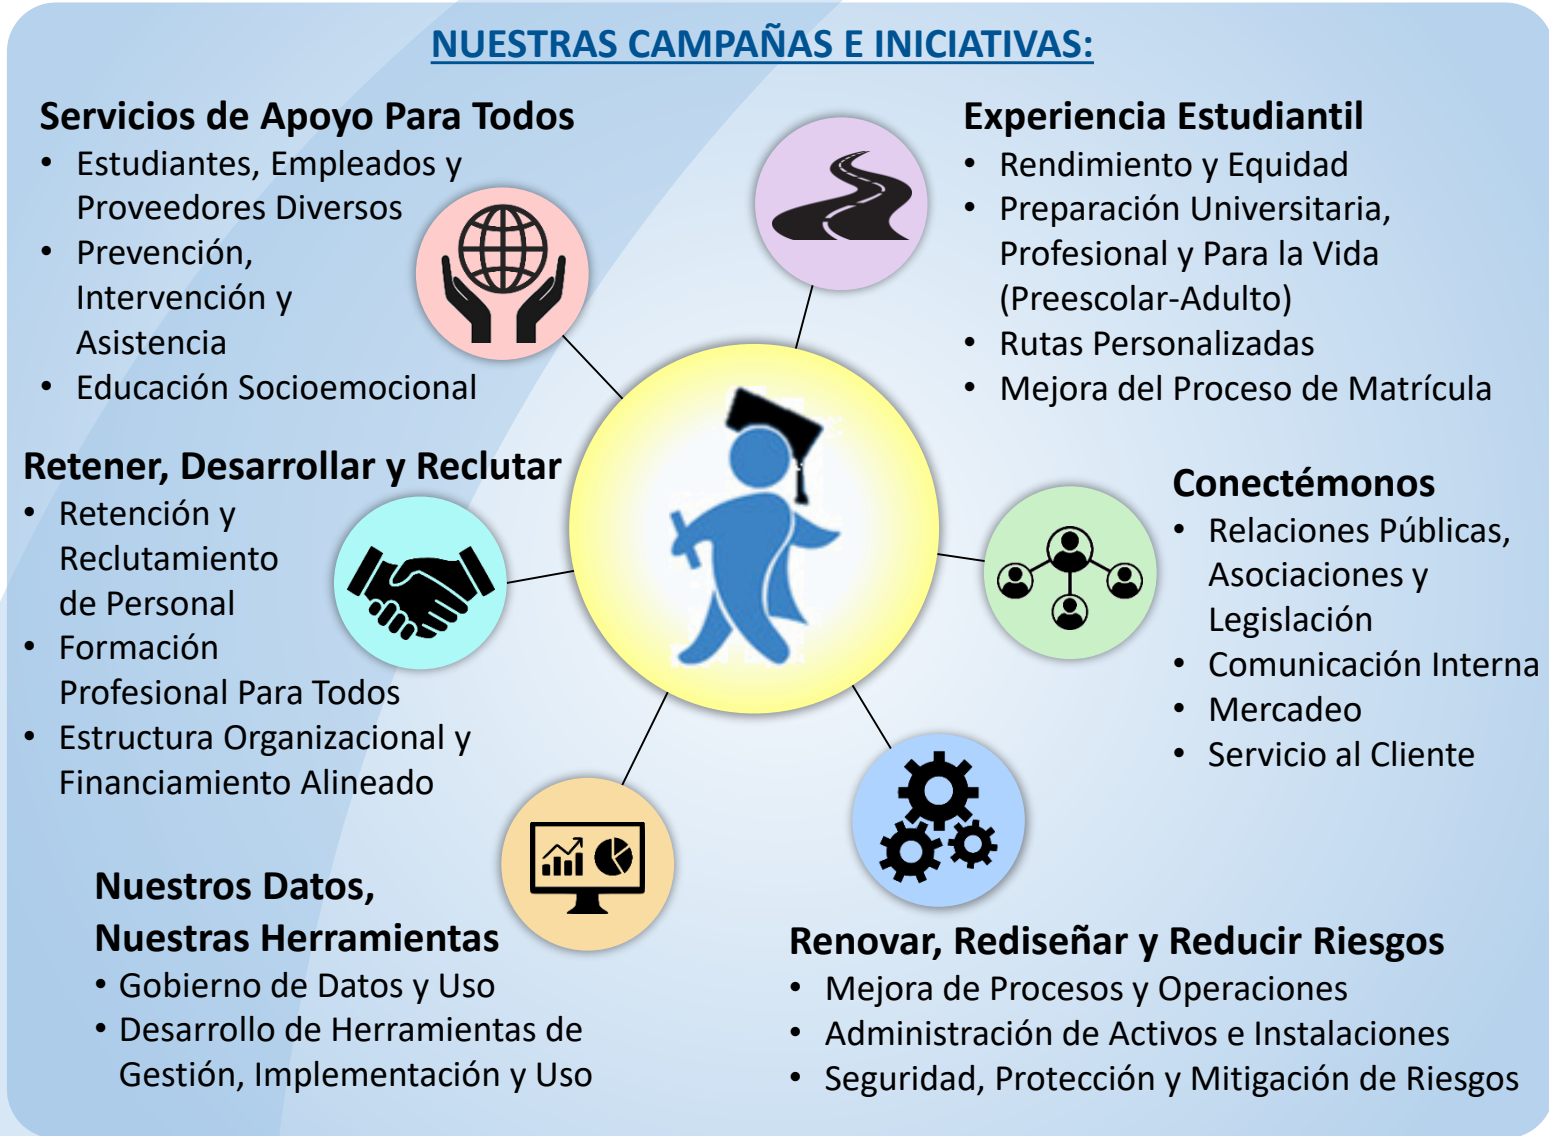 NUESTRAS CAMPAÑAS E INICIATIVAS:
Servicios de Apoyo Para Todos
• Estudiantes, Empleados y
Proveedores Diversos
• Prevención,
Intervención y
Asistencia
• Educación Socioemocional
Experiencia Estudiantil
• Rendimiento y Equidad
• Preparación Universitaria,
Profesional y Para la Vida
(Preescolar-Adulto)
• Rutas Personalizadas
• Mejora del Proceso de Matrícula
Retener, Desarrollar y Reclutar
• Retención y
Reclutamiento
de Personal
• Formación
Profesional Para Todos
• Estructura Organizacional y
Financiamiento Alineado
Conectémonos
• Relaciones Públicas,
Asociaciones y
Legislación
• Comunicación Interna
• Mercadeo
• Servicio al Cliente
Nuestros Datos,
Nuestras Herramientas
• Gobierno de Datos y Uso
• Desarrollo de Herramientas de
Gestión, Implementación y Uso
Renovar, Rediseñar y Reducir Riesgos
• Mejora de Procesos y Operaciones
• Administración de Activos e Instalaciones
• Seguridad, Protección y Mitigación de Riesgos